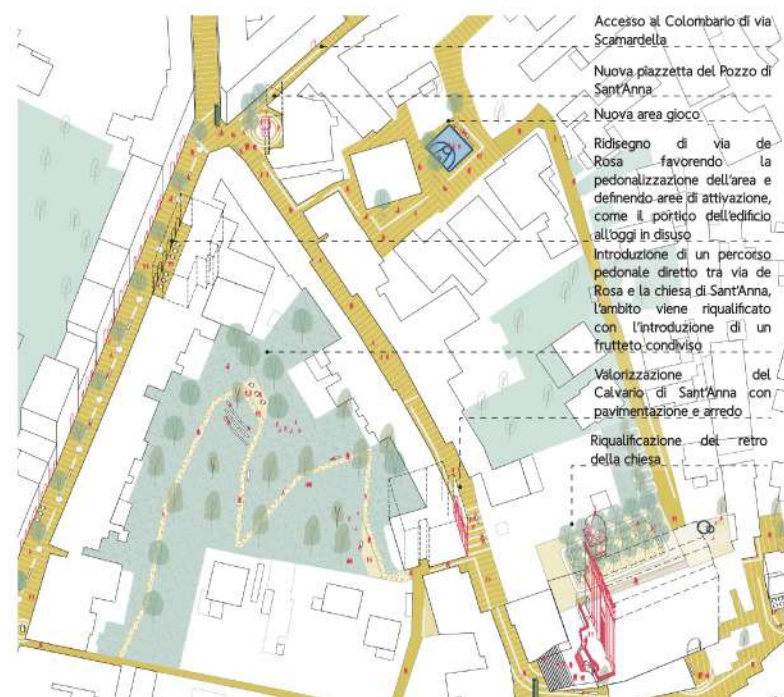 Accesso al Colombario di via
Scamardella
Nuova piazzetta del Pozzo di
Sant'Anna
Nuova area gioco
Ridisegno di via de
Rosa favorendo la
pedonalizzazione dell'area e
definendo aree di attivazione,
come il portico dell'edificio
all'oggi in disuso
Introduzione di un percorso
pedonale diretto tra via de
Rosa e la chiesa di Sant'Anna,
l'ambito viene riqualificato
con l'introduzione di un
frutteto condiviso
Valorizzazione del
Calvario di Sant'Anna con
pavimentazione e arredo
Riqualificazione del retro
della chiesa